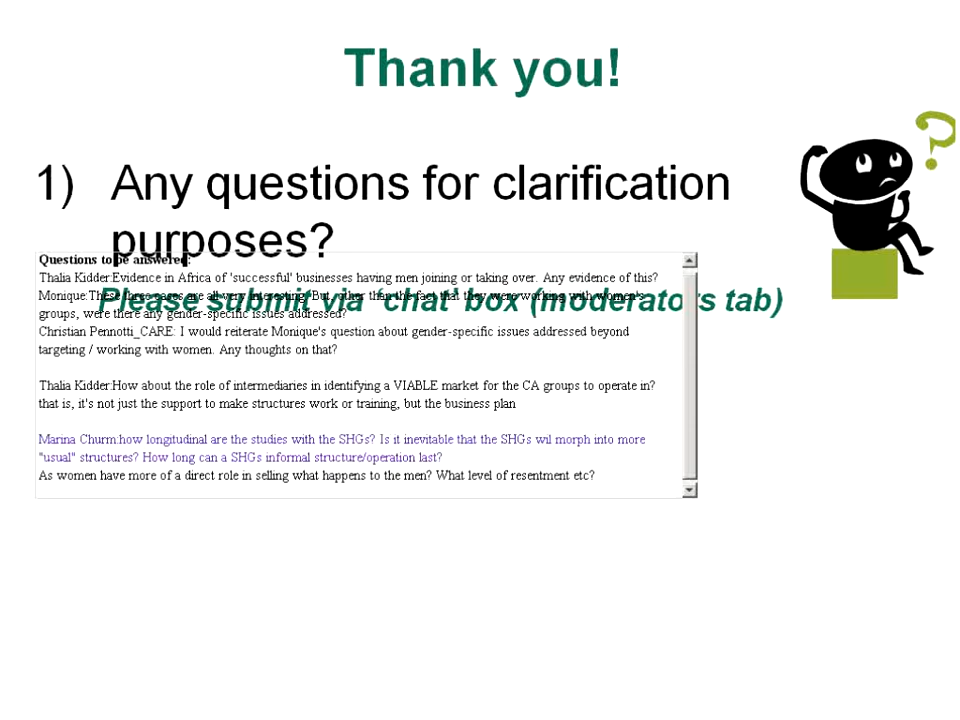 Thank you!
?
1) Any questions for clarification
purposes?
Please submit via 'chat' box (moderators tab)
Questions to be answered:
Thalia Kidder:Evidence in Africa of 'successful' businesses having men joining or taking over. Any evidence of this?
Monique:These three cases are all very interesting. But, other than the fact that they were working with women's
groups, were there any gender-specific issues addressed?
Christian Pennotti_CARE: I would reiterate Monique's question about gender-specific issues addressed beyond
targeting / working with women. Any thoughts on that?
Thalia Kidder:How about the role of intermediaries in identifying a VIABLE market for the CA groups to operate in?
that is, it's not just the support to make structures work or training, but the business plan
Marina Churm:how longitudinal are the studies with the SHGs? Is it inevitable that the SHGs wil morph into more
"usual" structures? How long can a SHGs informal structure/operation last?
As women have more of a direct role in selling what happens to the men? What level of resentment etc?